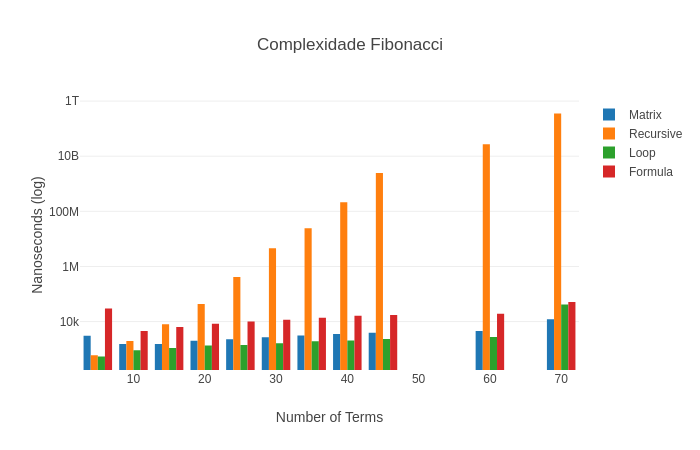 Complexidade Fibonacci
Nanoseconds (log)
1T
10B
100M
1M
10k
10
20
30
40
50
60
70
Number of Terms
Matrix
Recursive
Loop
Formula